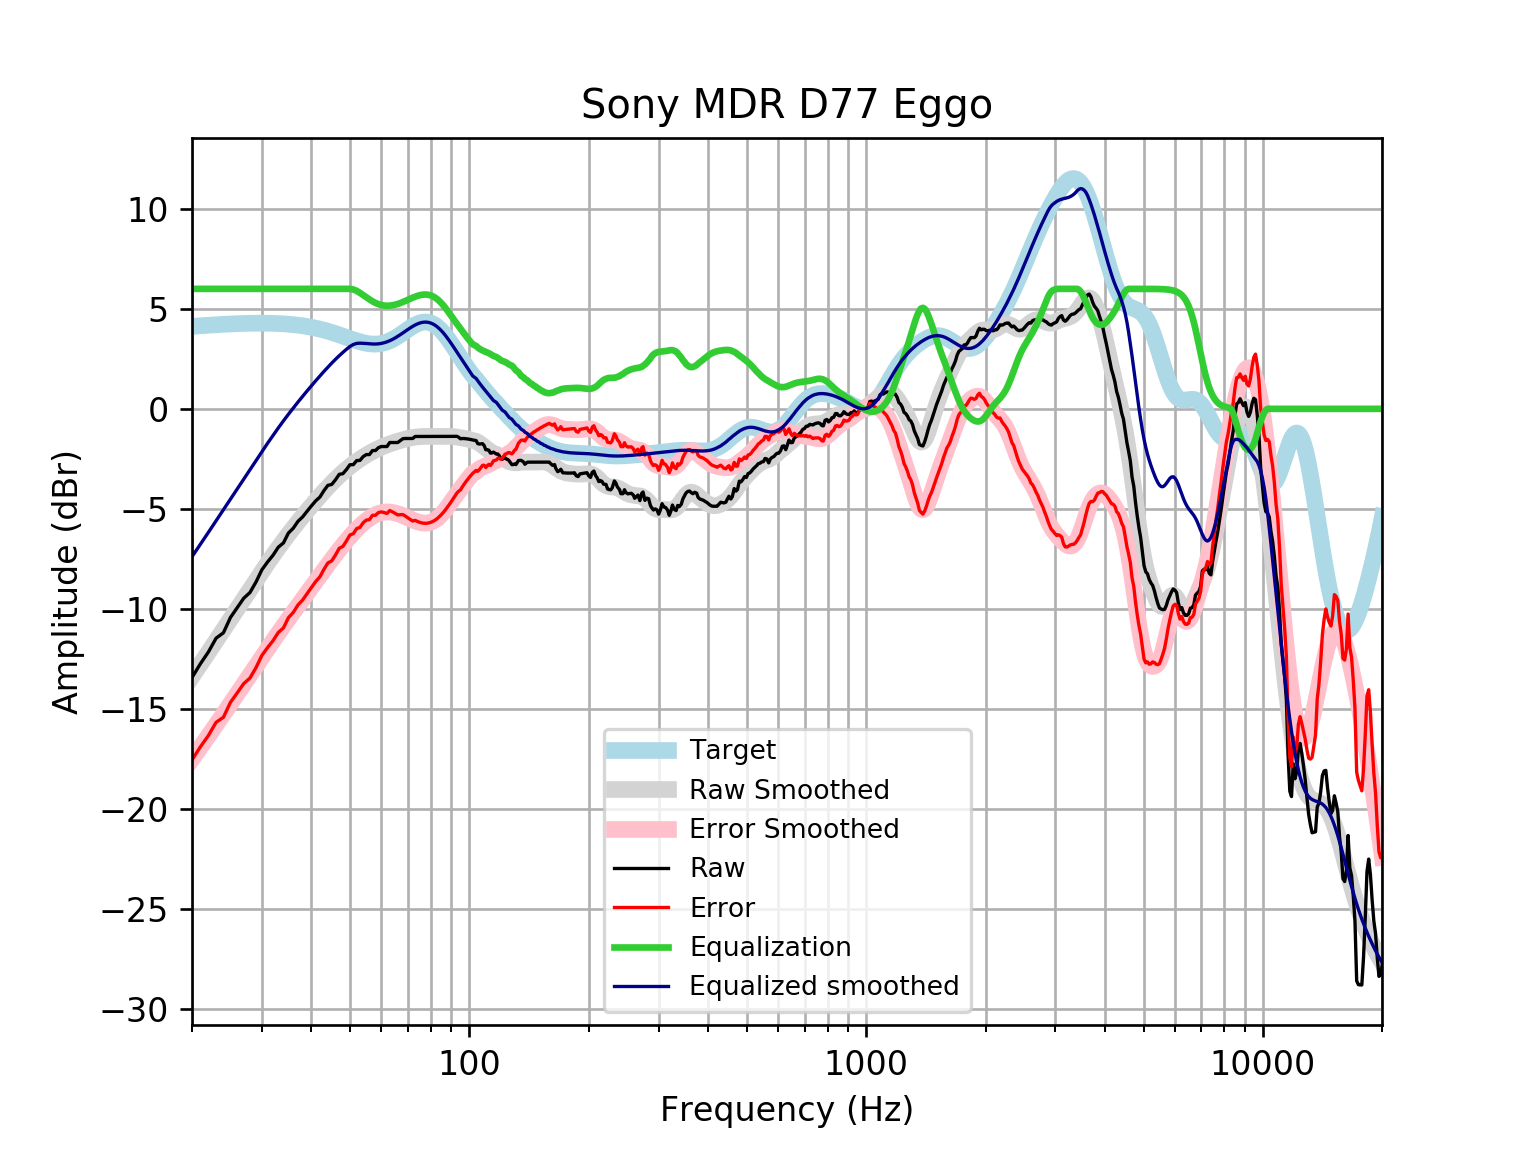 Sony MDR D77 Eggo
Amplitude (dBr)
10
5
0
−5
−10
−15
−20
−25
−30
Target
Raw Smoothed
Error Smoothed
Raw
Error
Equalization
Equalized smoothed
100
1000
10000
Frequency (Hz)